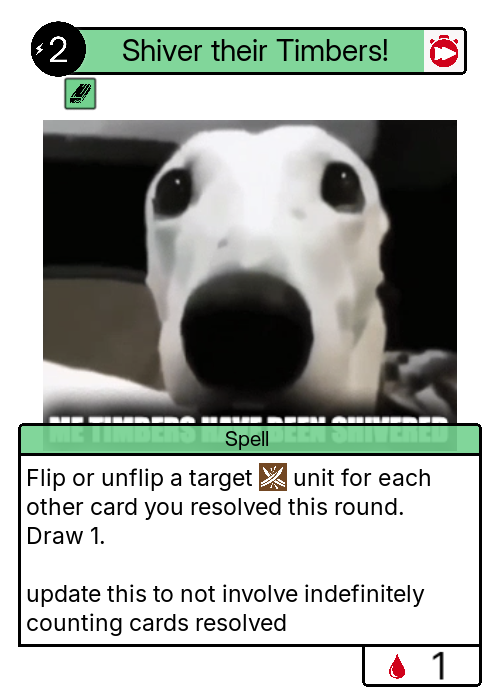 2
Shiver their Timbers!
ME TIMBERS HAVE BEEN SHIVERED
Spell
Flip or unflip a target unit for each
other card you resolved this round.
Draw 1.
update this to not involve indefinitely
counting cards resolved
1